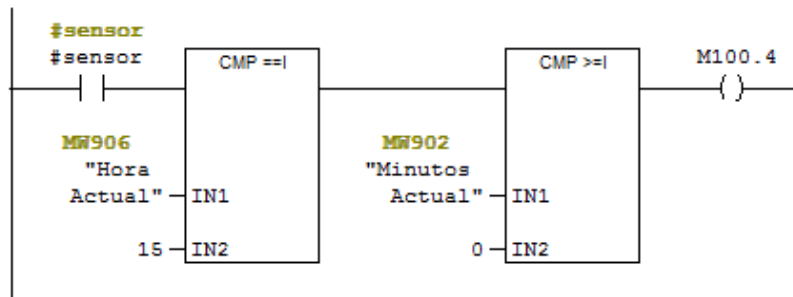 #sensor
#sensor
CMP ==I
CMP >=I
M100.4
MW906
"Hora
Actual"
IN1
15
IN2
MW902
"Minutos
Actual"
IN1
0
IN2